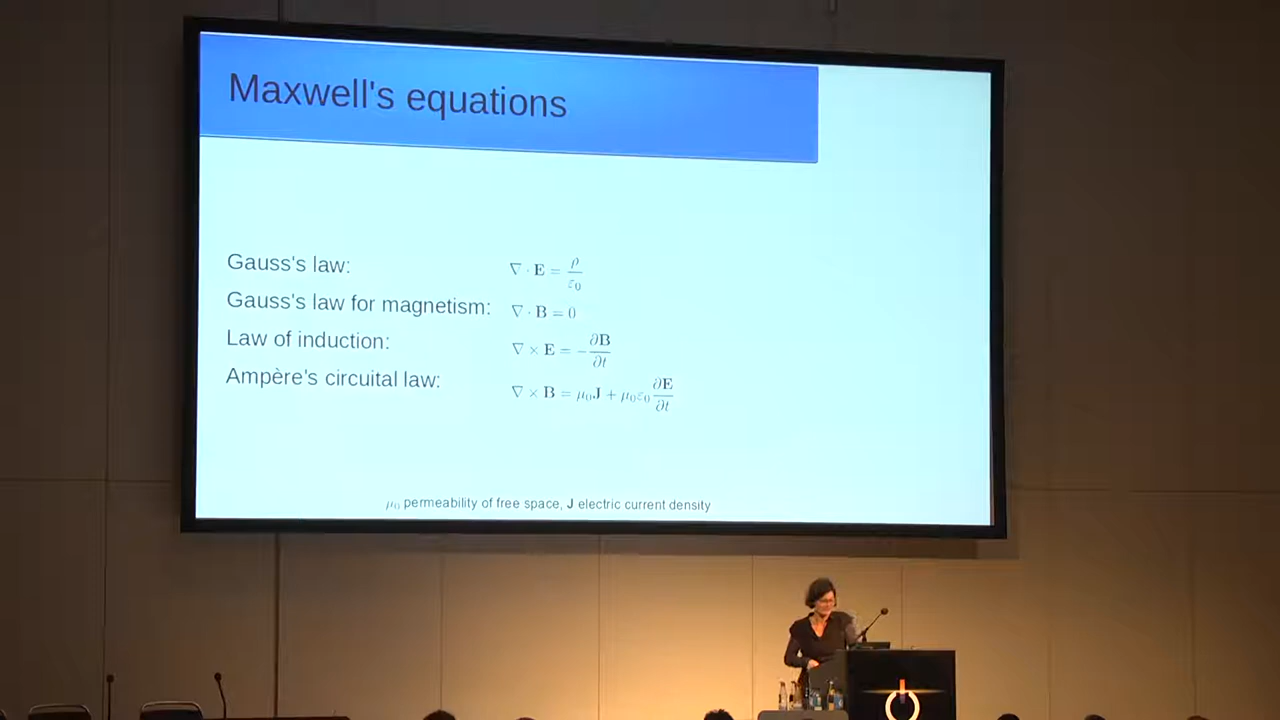 Maxwell's equations
Gauss's law: ∇ · E = ρ/ε₀
Gauss's law for magnetism: ∇ · B = 0
Law of induction: ∇ × E = −∂B/∂t
Ampère's circuital law: ∇ × B = μ₀J + μ₀ε₀ ∂E/∂t
μ₀ permeability of free space, J electric current density